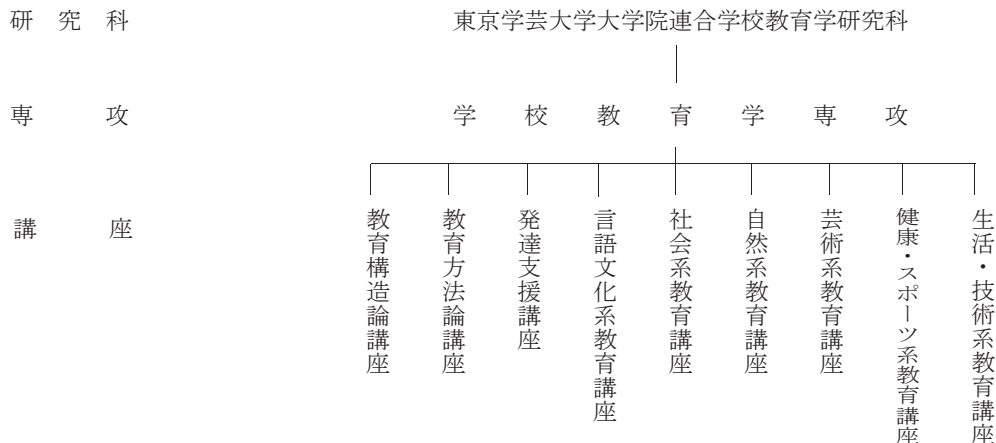 研究科
東京学芸大学大学院連合学校教育学研究科
専攻
学校教育学専攻
講座
教育構造論講座
教育方法論講座
発達支援講座
言語文化系教育講座
社会系教育講座
自然系教育講座
芸術系教育講座
健康・スポーツ系教育講座
生活・技術系教育講座